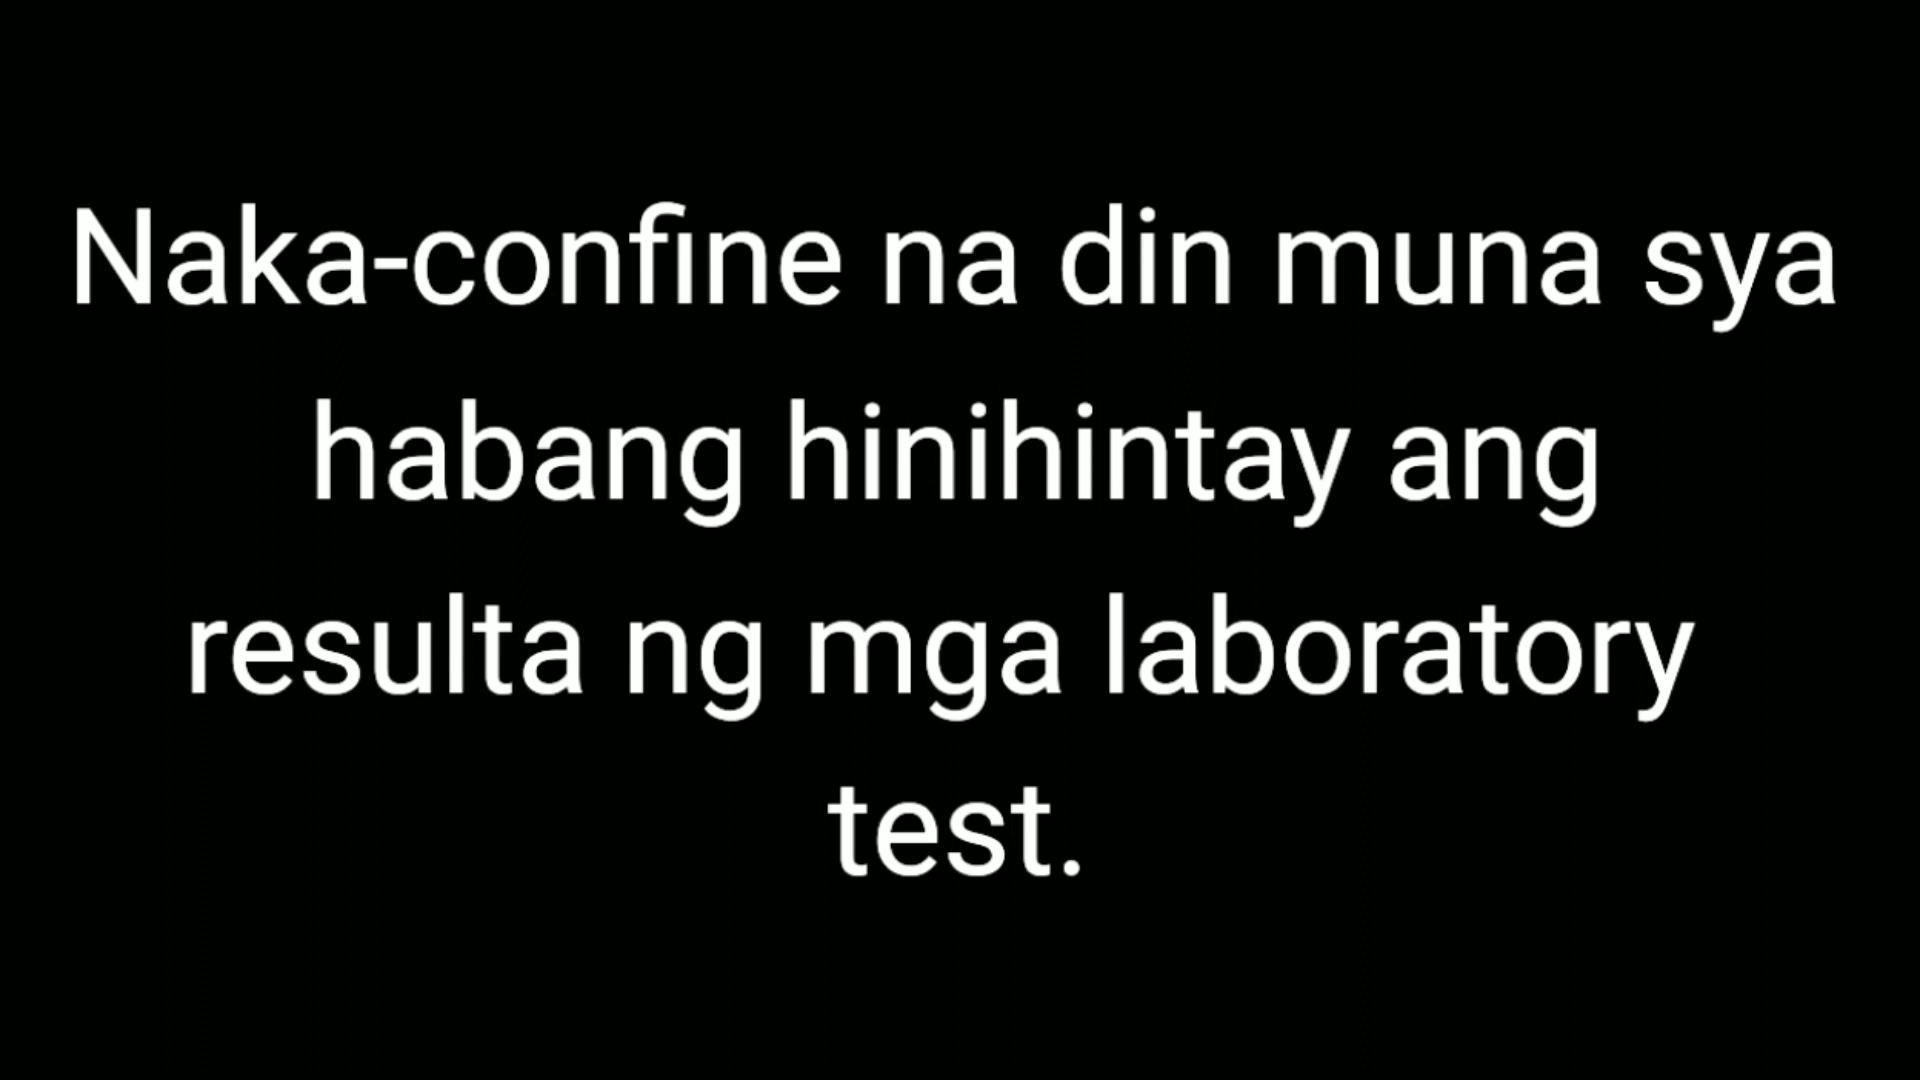 Naka-confine na din muna sya
habang hinihintay ang
resulta ng mga laboratory
test.